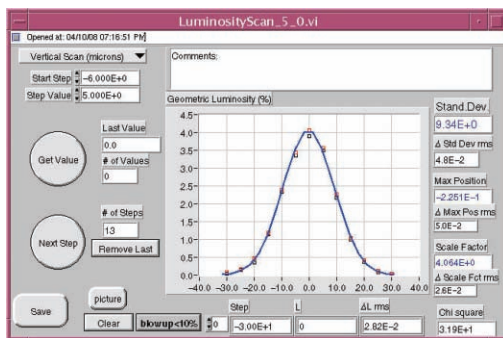 LuminosityScan_5_0.vi
Opened at: 04/10/08 07:16:51 PM
Vertical Scan (microns)
Comments:
Start Step -6.000E+0
Step Value 5.000E+0
Geometric Luminosity (%)
Stand.Dev.
9.34E+0
Δ Std Dev rms
4.8E-2
Max Position
-2.251E-1
Δ Max Pos rms
5.0E-2
Scale Factor
4.064E+0
Δ Scale Fct rms
2.6E-2
Chi square
3.19E+1
Get Value
Last Value
0.0
# of Values
0
Next Step
# of Steps
13
Remove Last
4.5
4.0
3.5
3.0
2.5
2.0
1.5
1.0
0.5
0.0
-40.0 -30.0 -20.0 -10.0 0.0 10.0 20.0 30.0 40.0
Save
picture
Clear
blowup<10%
0
Step
-3.00E+1
L
0
ΔL rms
2.82E-2